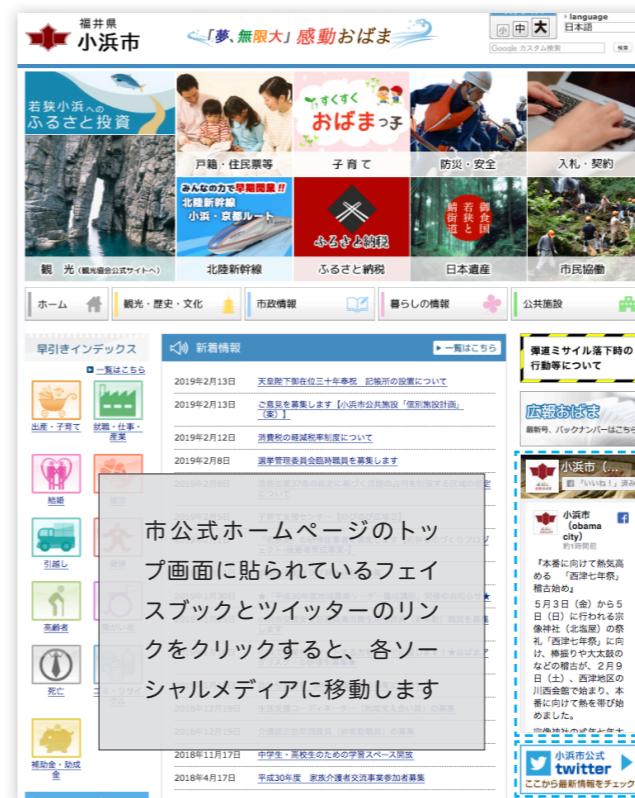 福井県
小浜市
「夢、無限大」感動おばま
小 中 大
language
日本語
Google カスタム検索
検索
若狭小浜への
ふるさと投資
戸籍・住民票等
すくすく
おばまっ子
子育て
防災・安全
入札・契約
観 光(観光協会公式サイトへ)
みんなの力で早期開業!!
北陸新幹線
小浜・京都ルート
北陸新幹線
ふるさと納税
ふるさと納税
御食国
若狭と
鯖街道
日本遺産
市民協働
ホーム
観光・歴史・文化
市政情報
暮らしの情報
公共施設
早引きインデックス
一覧はこちら
出産・子育て
就職・仕事・
産業
結婚
引越し
高齢者
死亡
補助金・助成
金
新着情報
一覧はこちら
2019年2月13日 天皇陛下御在位三十年奉祝 記帳所の設置について
2019年2月13日 ご意見を募集します【小浜市公共施設「個別施設計画」
(案)】
2019年2月12日 消費税の軽減税率制度について
2019年2月8日 選挙管理委員会臨時職員を募集します
市公式ホームページのトッ
プ画面に貼られているフェイ
スブックとツイッターのリン
クをクリックすると、各ソー
シャルメディアに移動します
2018年11月17日 中学生・高校生のための学習スペース開放
2018年4月17日 平成30年度 家族介護者交流事業参加者募集
弾道ミサイル落下時の
行動等について
広報おばま
最新号、バックナンバーはこちら
小浜市(...
「いいね!」済み
小浜市
(obama
city)
約1時間前
『本番に向けて熱気高
める 「西津七年祭」
稽古始め』
5月3日(金)から5
日(日)に行われる宗
像神社(北塩屋)の祭
礼「西津七年祭」に向
け、棒振りや大太鼓の
などの稽古が、2月9
日(土)、西津地区の
川西会館で始まり、本
番に向けて熱を帯び始
めました。
小浜市公式
twitter
ここから最新情報をチェック